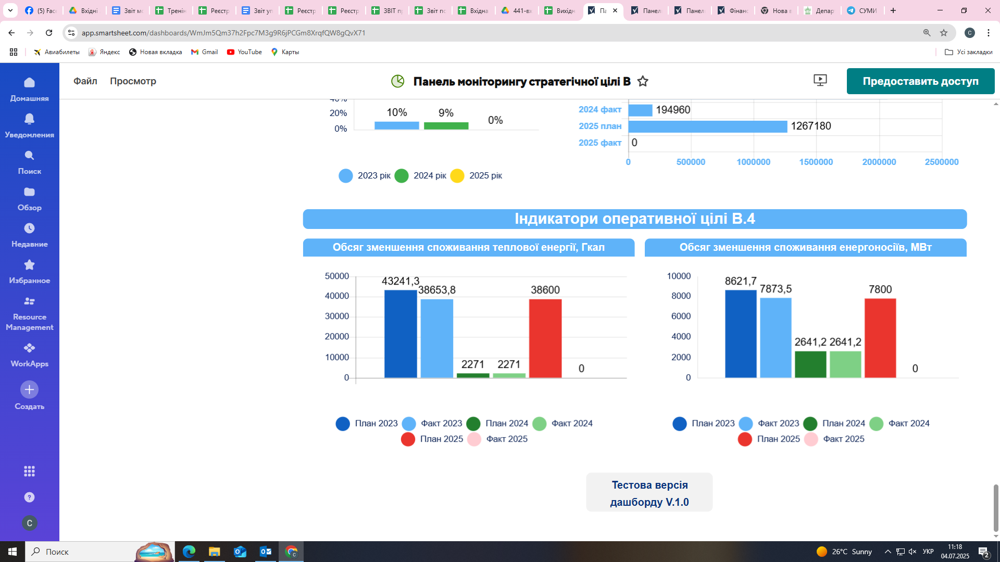 (5) Face
Вхідні
Звіт мо
Тренін
Реєстр
Звіт уп
Реєстр
Реєстр
ЗВІТ п
Звіт по
Вхідна
441-вх
Вихідн
Па
Панел
Панел
Фінанс
Нова в
Депар
СУМИ
app.smartsheet.com/dashboards/WmJm5Qm37h2Fpc7M3g9R6jPCGm8XrqfQW8gQvX71
C
Авиабилеты
Яндекс
Новая вкладка
Gmail
YouTube
Карты
Усі закладки
Домашняя
Уведомления
Поиск
Обзор
Недавние
Избранное
Resource
Management
WorkApps
Создать
C
Файл
Просмотр
Панель моніторингу стратегічної цілі В
Предоставить доступ
40%
20%
0%
10%
9%
0%
2023 рік
2024 рік
2025 рік
2024 факт
194960
2025 план
1267180
2025 факт
0
0
500000
1000000
1500000
2000000
2500000
Індикатори оперативної цілі В.4
Обсяг зменшення споживання теплової енергії, Гкал
50000
40000
30000
20000
10000
0
43241,3
38653,8
2271
2271
38600
0
План 2023
Факт 2023
План 2024
Факт 2024
План 2025
Факт 2025
Обсяг зменшення споживання енергоносіїв, МВт
10000
8000
6000
4000
2000
0
8621,7
7873,5
2641,2
2641,2
7800
0
План 2023
Факт 2023
План 2024
Факт 2024
План 2025
Факт 2025
Тестова версія
дашборду V.1.0
Поиск
26°C Sunny
УКР
11:18
04.07.2025
2